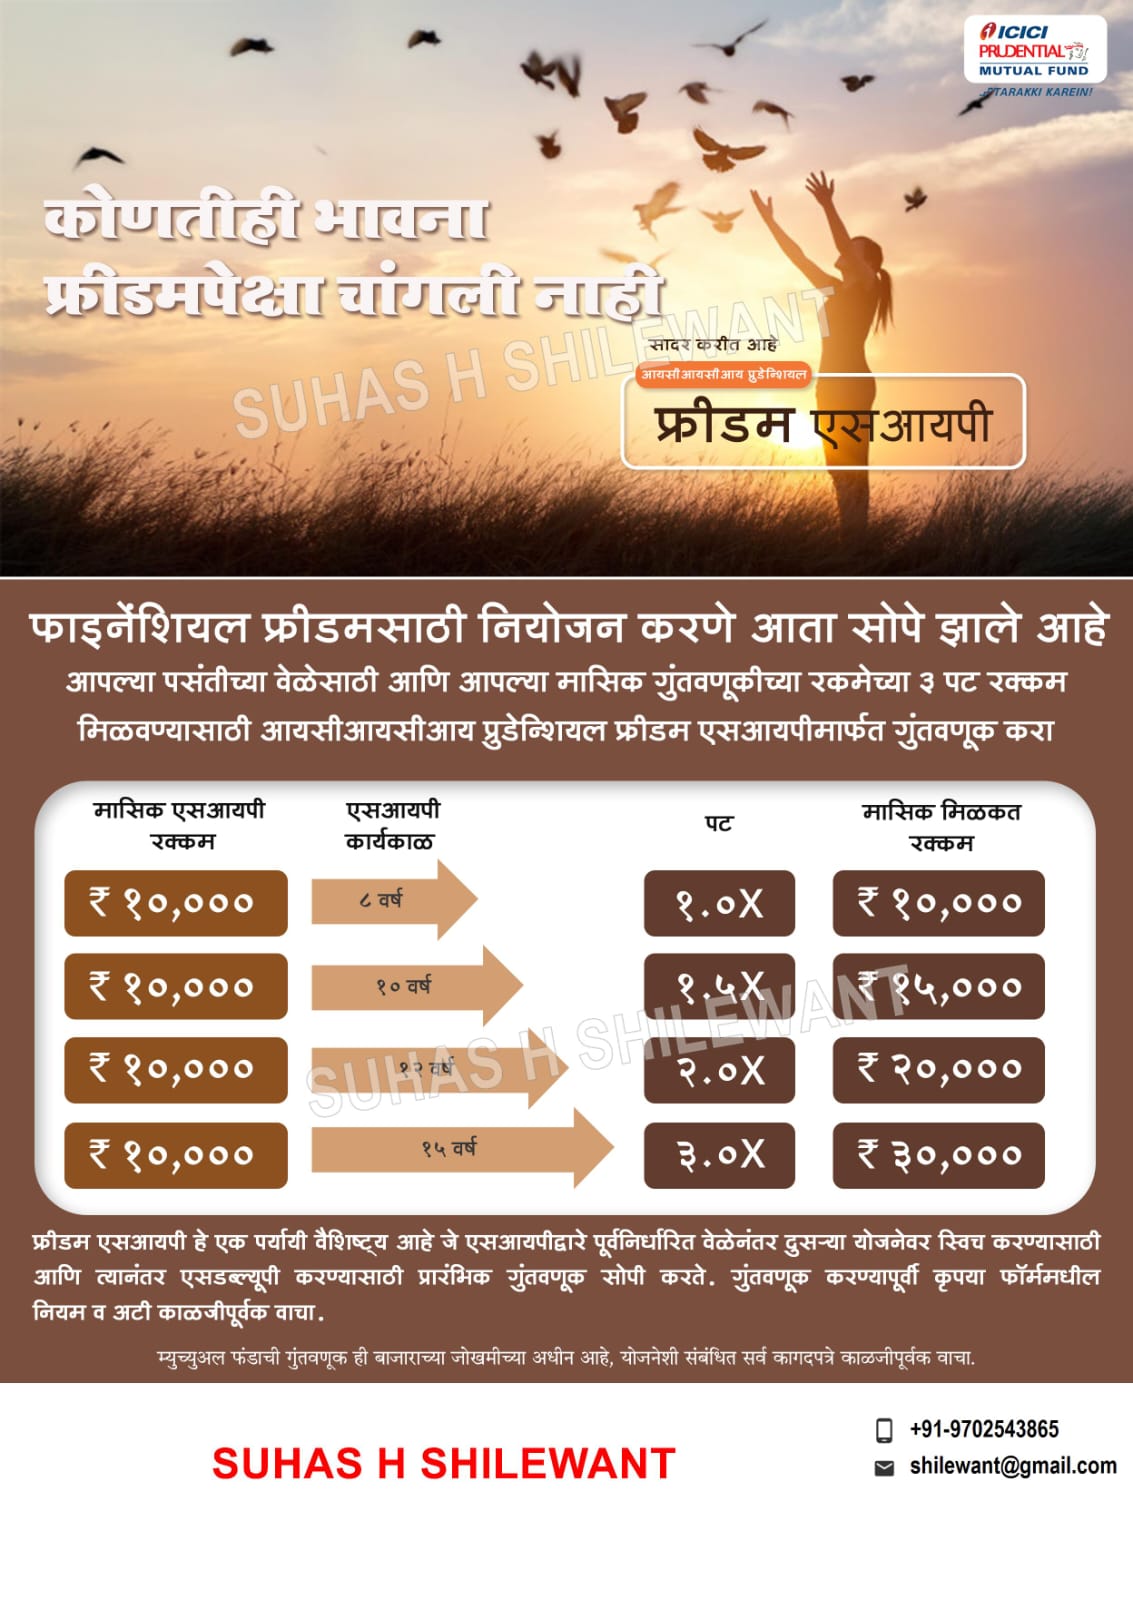 ICICI
PRUDENTIAL
MUTUAL FUND
TARAKKI KAREIN!
कोणतीही भावना
फ्रीडमपेक्षा चांगली नाही
SUHAS H SHILEWANT
सादर करीत आहे
आयसीआयसीआय प्रुडेन्शियल
फ्रीडम एसआयपी
फाइनेंशियल फ्रीडमसाठी नियोजन करणे आता सोपे झाले आहे
आपल्या पसंतीच्या वेळेसाठी आणि आपल्या मासिक गुंतवणूकीच्या रकमेच्या ३ पट रक्कम
मिळवण्यासाठी आयसीआयसीआय प्रुडेन्शियल फ्रीडम एसआयपीमार्फत गुंतवणूक करा
मासिक एसआयपी रक्कम एसआयपी कार्यकाळ पट मासिक मिळकत रक्कम
₹ १०,००० ८ वर्ष १.०X ₹ १०,०००
₹ १०,००० १० वर्ष १.५X ₹ १५,०००
₹ १०,००० १२ वर्ष २.०X ₹ २०,०००
SUHAS H SHILEWANT
₹ १०,००० १५ वर्ष ३.०X ₹ ३०,०००
फ्रीडम एसआयपी हे एक पर्यायी वैशिष्ट्य आहे जे एसआयपीद्वारे पूर्वनिर्धारित वेळेनंतर दुसऱ्या योजनेवर स्विच करण्यासाठी
आणि त्यानंतर एसडब्ल्यूपी करण्यासाठी प्रारंभिक गुंतवणूक सोपी करते. गुंतवणूक करण्यापूर्वी कृपया फॉर्ममधील
नियम व अटी काळजीपूर्वक वाचा.
म्युच्युअल फंडाची गुंतवणूक ही बाजाराच्या जोखमीच्या अधीन आहे, योजनेशी संबंधित सर्व कागदपत्रे काळजीपूर्वक वाचा.
+91-9702543865
SUHAS H SHILEWANT
shilewant@gmail.com